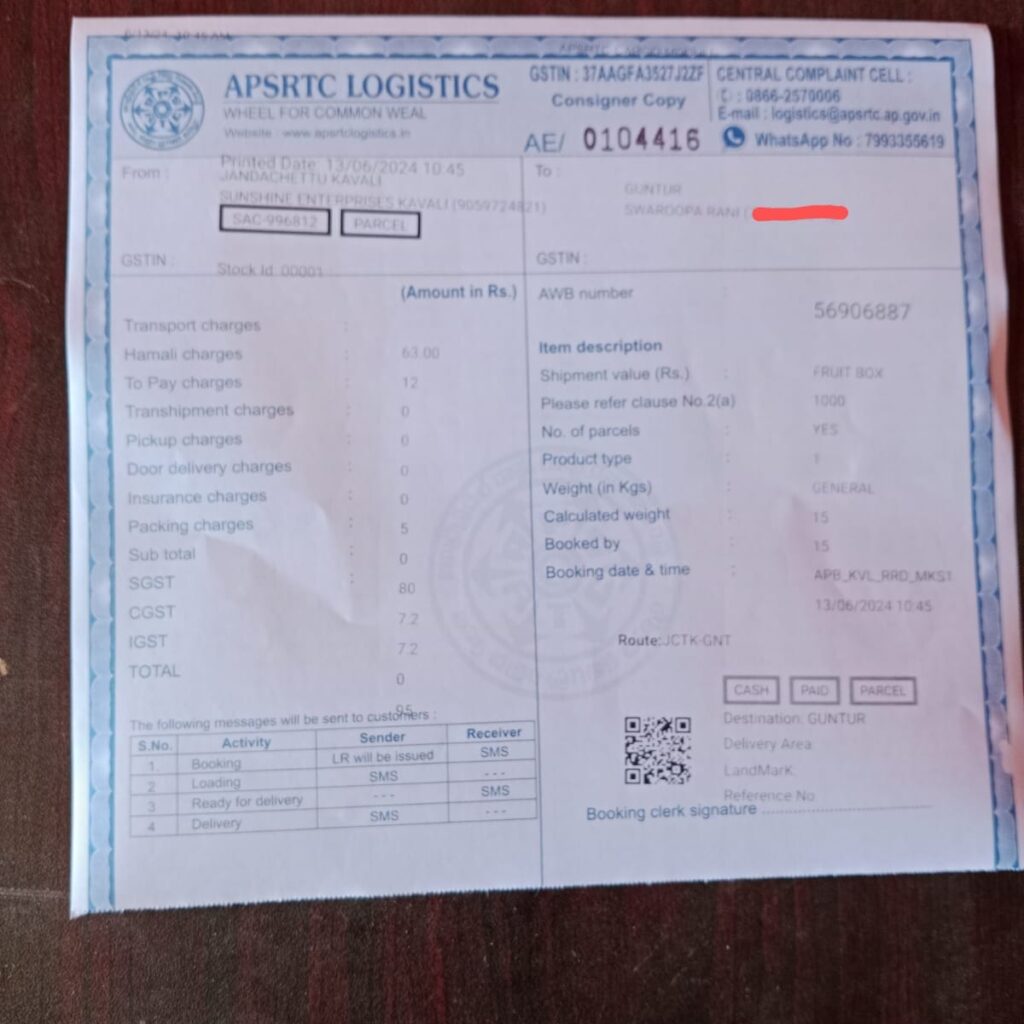 6/13/24, 10:45 AM
APSRTC LOGISTICS
WHEEL FOR COMMON WEAL
Website : www.apsrtclogistics.in
GSTIN : 37AAGFA3527J2ZF
Consigner Copy
AE/ 0104416
CENTRAL COMPLAINT CELL :
: 0866-2570006
E-mail : logistics@apsrtc.ap.gov.in
WhatsApp No : 7993355619
From :
Printed Date: 13/06/2024 10:45
JANDACHETTU KAVALI
SUNSHINE ENTERPRISES KAVALI (9059724821)
SAC-996812 PARCEL
GSTIN :
Stock Id: 00001
To :
GUNTUR
SWAROOPA RANI (
GSTIN :
(Amount in Rs.)
Transport charges :
Hamali charges : 63.00
To Pay charges : 12
Transhipment charges : 0
Pickup charges : 0
Door delivery charges : 0
Insurance charges : 0
Packing charges : 5
Sub total : 0
SGST 80
CGST 7.2
IGST 7.2
TOTAL 0
95
AWB number : 56906887
Item description
Shipment value (Rs.) : FRUIT BOX
Please refer clause No.2(a) 1000
No. of parcels : YES
Product type : 1
Weight (in Kgs) : GENERAL
Calculated weight : 15
Booked by : 15
Booking date & time : APB_KVL_RRD_MKS1
13/06/2024 10:45
Route:JCTK-GNT
CASH PAID PARCEL
Destination: GUNTUR
Delivery Area:
LandMark:
Reference No
Booking clerk signature
The following messages will be sent to customers :
S.No. Activity Sender Receiver
1 Booking LR will be issued SMS
2 Loading SMS - - -
3 Ready for delivery - - - SMS
4 Delivery SMS - - -